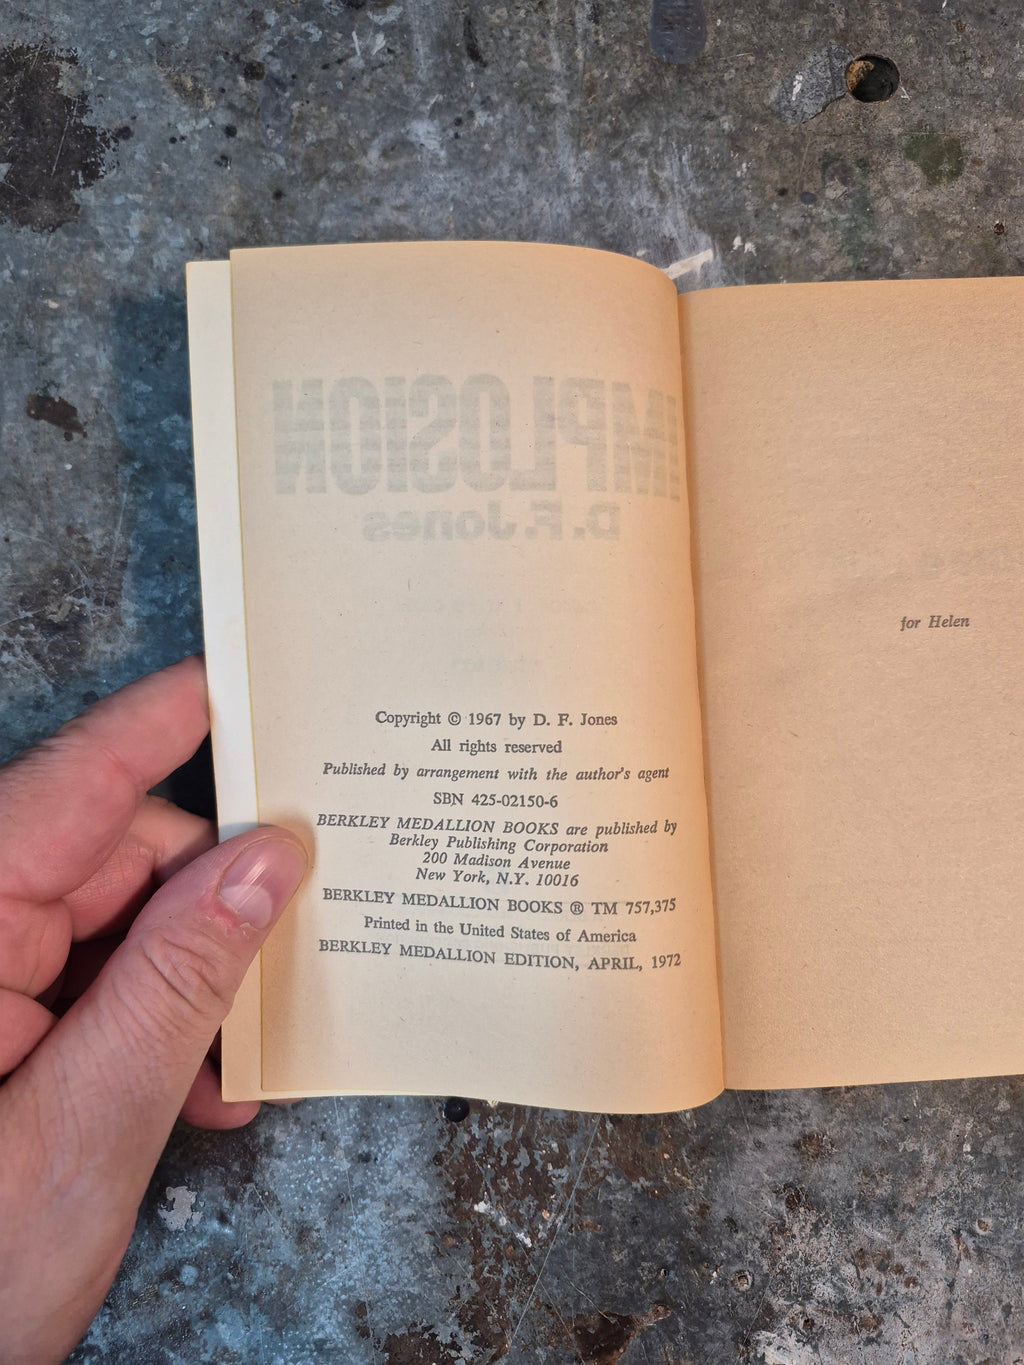 IMPLOSION
D. F. Jones
Copyright © 1967 by D. F. Jones
All rights reserved
Published by arrangement with the author's agent
SBN 425-02150-6
BERKLEY MEDALLION BOOKS are published by
Berkley Publishing Corporation
200 Madison Avenue
New York, N.Y. 10016
BERKLEY MEDALLION BOOKS ® TM 757,375
Printed in the United States of America
BERKLEY MEDALLION EDITION, APRIL, 1972
for Helen